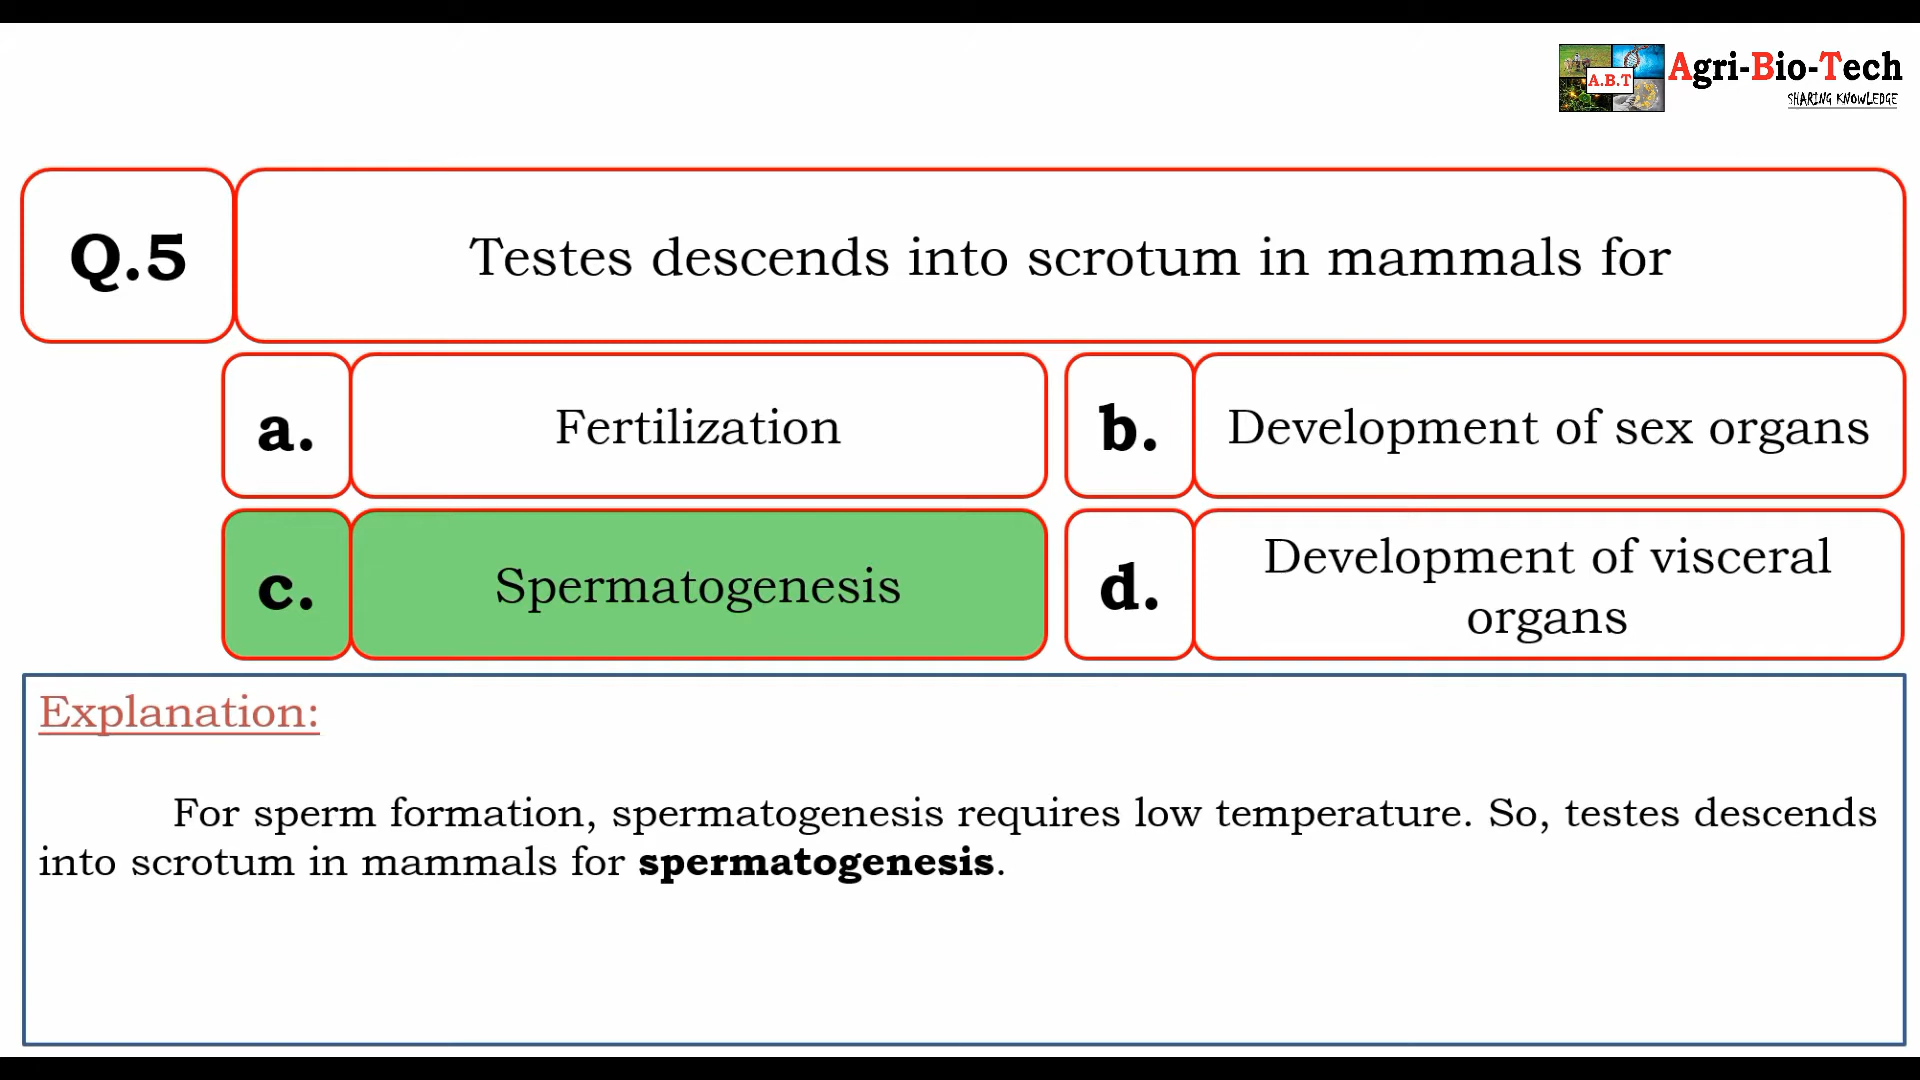 A.B.T
Agri-Bio-Tech
SHARING KNOWLEDGE
Q.5
Testes descends into scrotum in mammals for
a.
Fertilization
b.
Development of sex organs
c.
Spermatogenesis
d.
Development of visceral
organs
Explanation:
For sperm formation, spermatogenesis requires low temperature. So, testes descends
into scrotum in mammals for spermatogenesis.